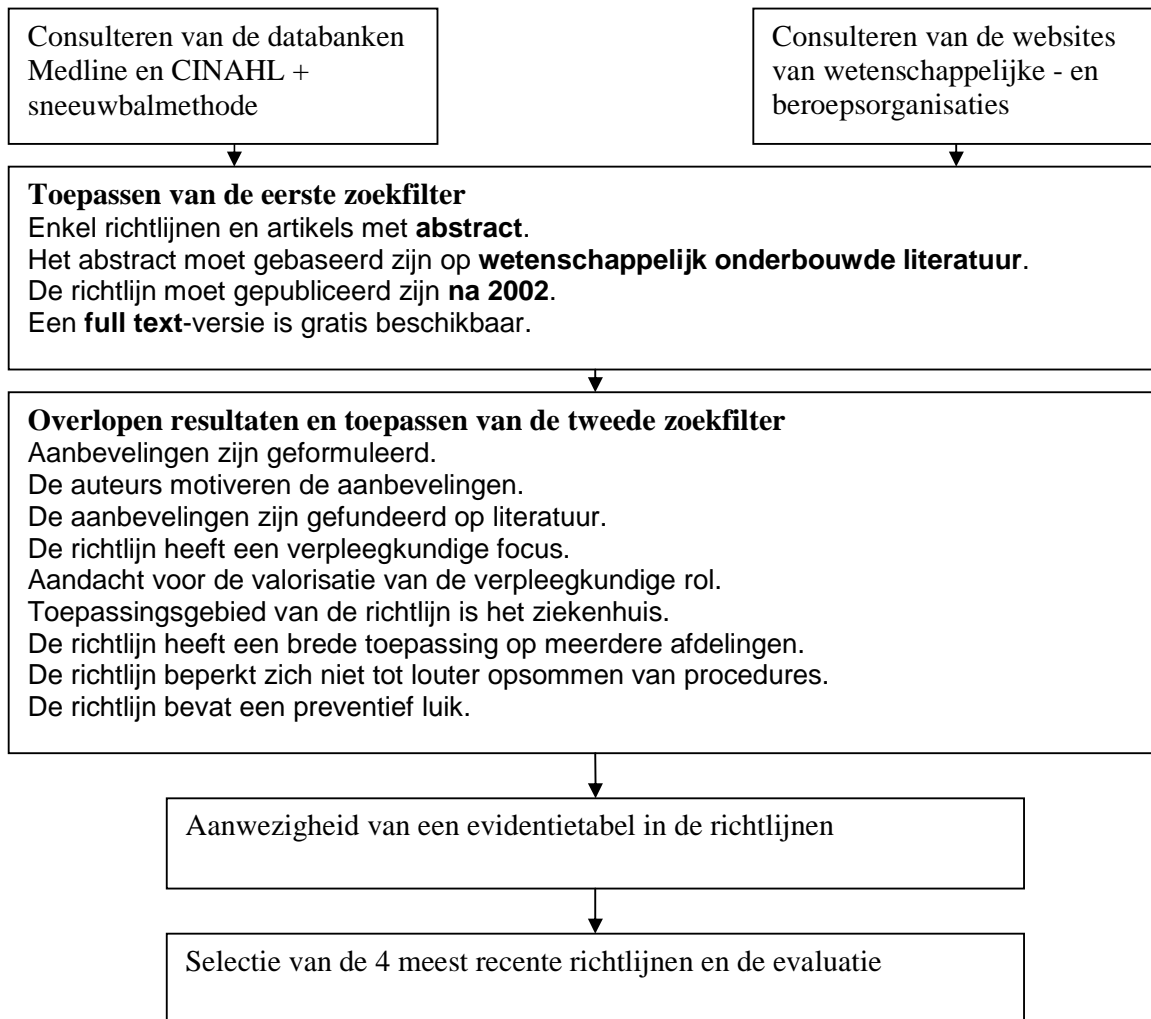 Consulteren van de databanken
Medline en CINAHL +
sneeuwbalmethode
Consulteren van de websites
van wetenschappelijke - en
beroepsorganisaties
Toepassen van de eerste zoekfilter
Enkel richtlijnen en artikels met abstract.
Het abstract moet gebaseerd zijn op wetenschappelijk onderbouwde literatuur.
De richtlijn moet gepubliceerd zijn na 2002.
Een full text-versie is gratis beschikbaar.
Overlopen resultaten en toepassen van de tweede zoekfilter
Aanbevelingen zijn geformuleerd.
De auteurs motiveren de aanbevelingen.
De aanbevelingen zijn gefundeerd op literatuur.
De richtlijn heeft een verpleegkundige focus.
Aandacht voor de valorisatie van de verpleegkundige rol.
Toepassingsgebied van de richtlijn is het ziekenhuis.
De richtlijn heeft een brede toepassing op meerdere afdelingen.
De richtlijn beperkt zich niet tot louter opsommen van procedures.
De richtlijn bevat een preventief luik.
Aanwezigheid van een evidentietabel in de richtlijnen
Selectie van de 4 meest recente richtlijnen en de evaluatie